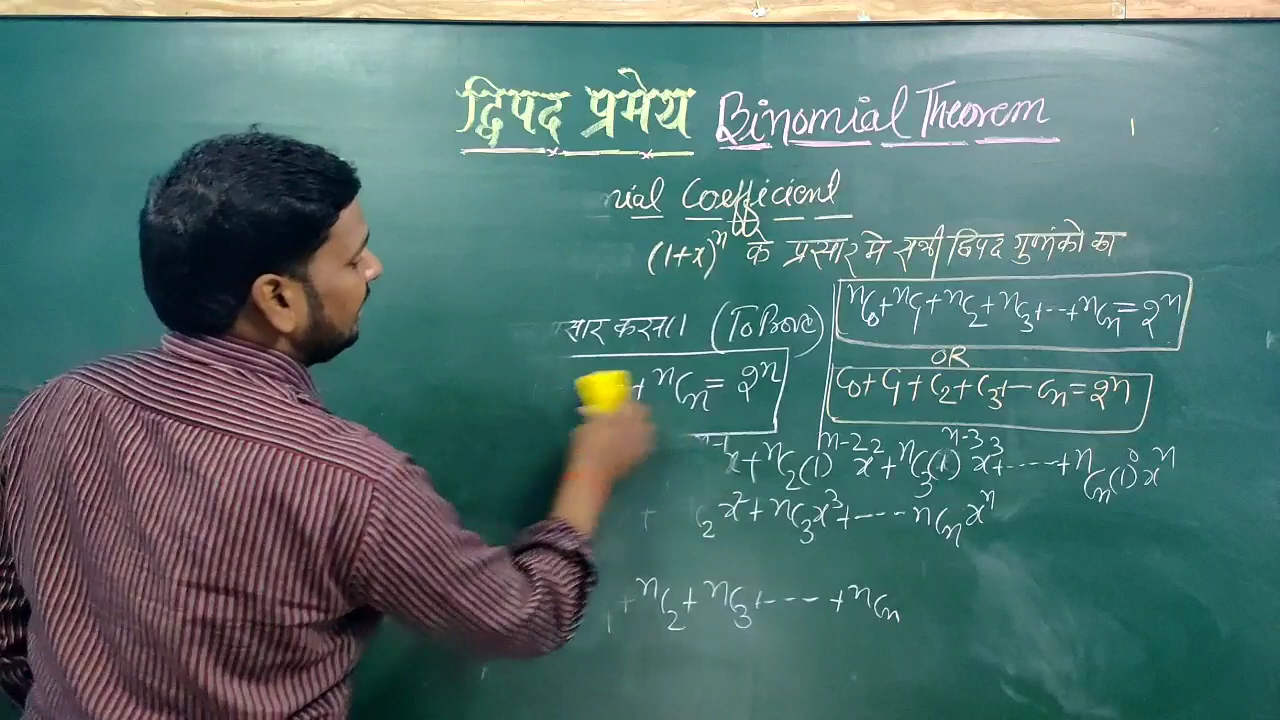 द्विपद प्रमेय Binomial Theorem
nial Coefficient
(1+x)ⁿ के प्रसार मे सभी द्विपद गुणांको का
सार करना। (To Prove)
ⁿC₀+ⁿC₁+ⁿC₂+ⁿC₃+---+ⁿCₙ=2ⁿ
OR
C₀+C₁+C₂+C₃+--Cₙ=2ⁿ
+ⁿCₙ=2ⁿ
ⁿ⁻¹x+ⁿC₂(1)ⁿ⁻²x²+ⁿC₃(1)ⁿ⁻³x³+-----+ⁿCₙ(1)⁰xⁿ
+ C₂x²+ⁿC₃x³+----ⁿCₙxⁿ
+ⁿC₂+ⁿC₃+----+ⁿCₙ